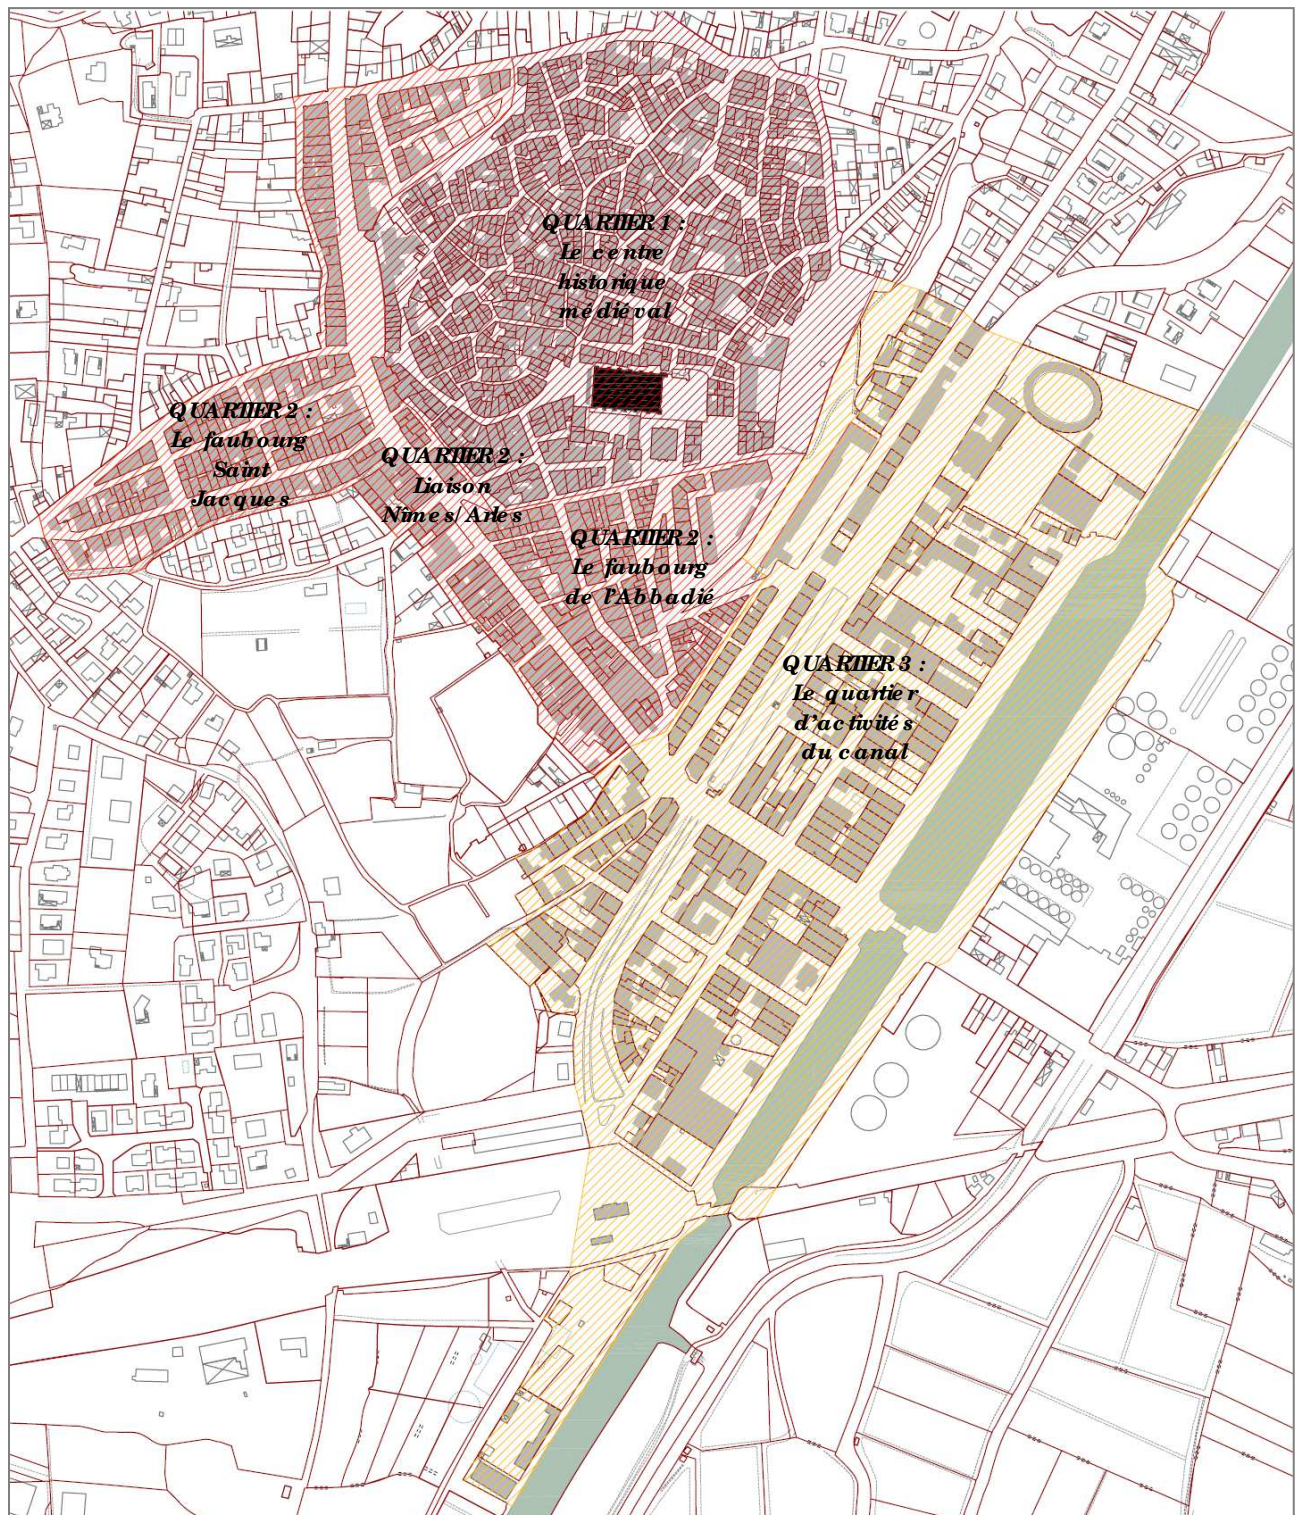 QUARTIER 1 :
Le centre
historique
médiéval
QUARTIER 2 :
Le faubourg
Saint
Jacques
QUARTIER 2 :
Liaison
Nîmes/Arles
QUARTIER 2 :
Le faubourg
de l'Abbadié
QUARTIER 3 :
Le quartier
d'activités
du canal